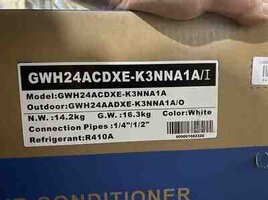 GWH24ACDXE-K3NNA1A/I
Model:GWH24ACDXE-K3NNA1A
Outdoor:GWH24AADXE-K3NNA1A/O
N.W.:14.2kg G.W.:16.3kg Color:White
Connection Pipes:1/4"/1/2"
Refrigerant:R410A
CONDITIONER